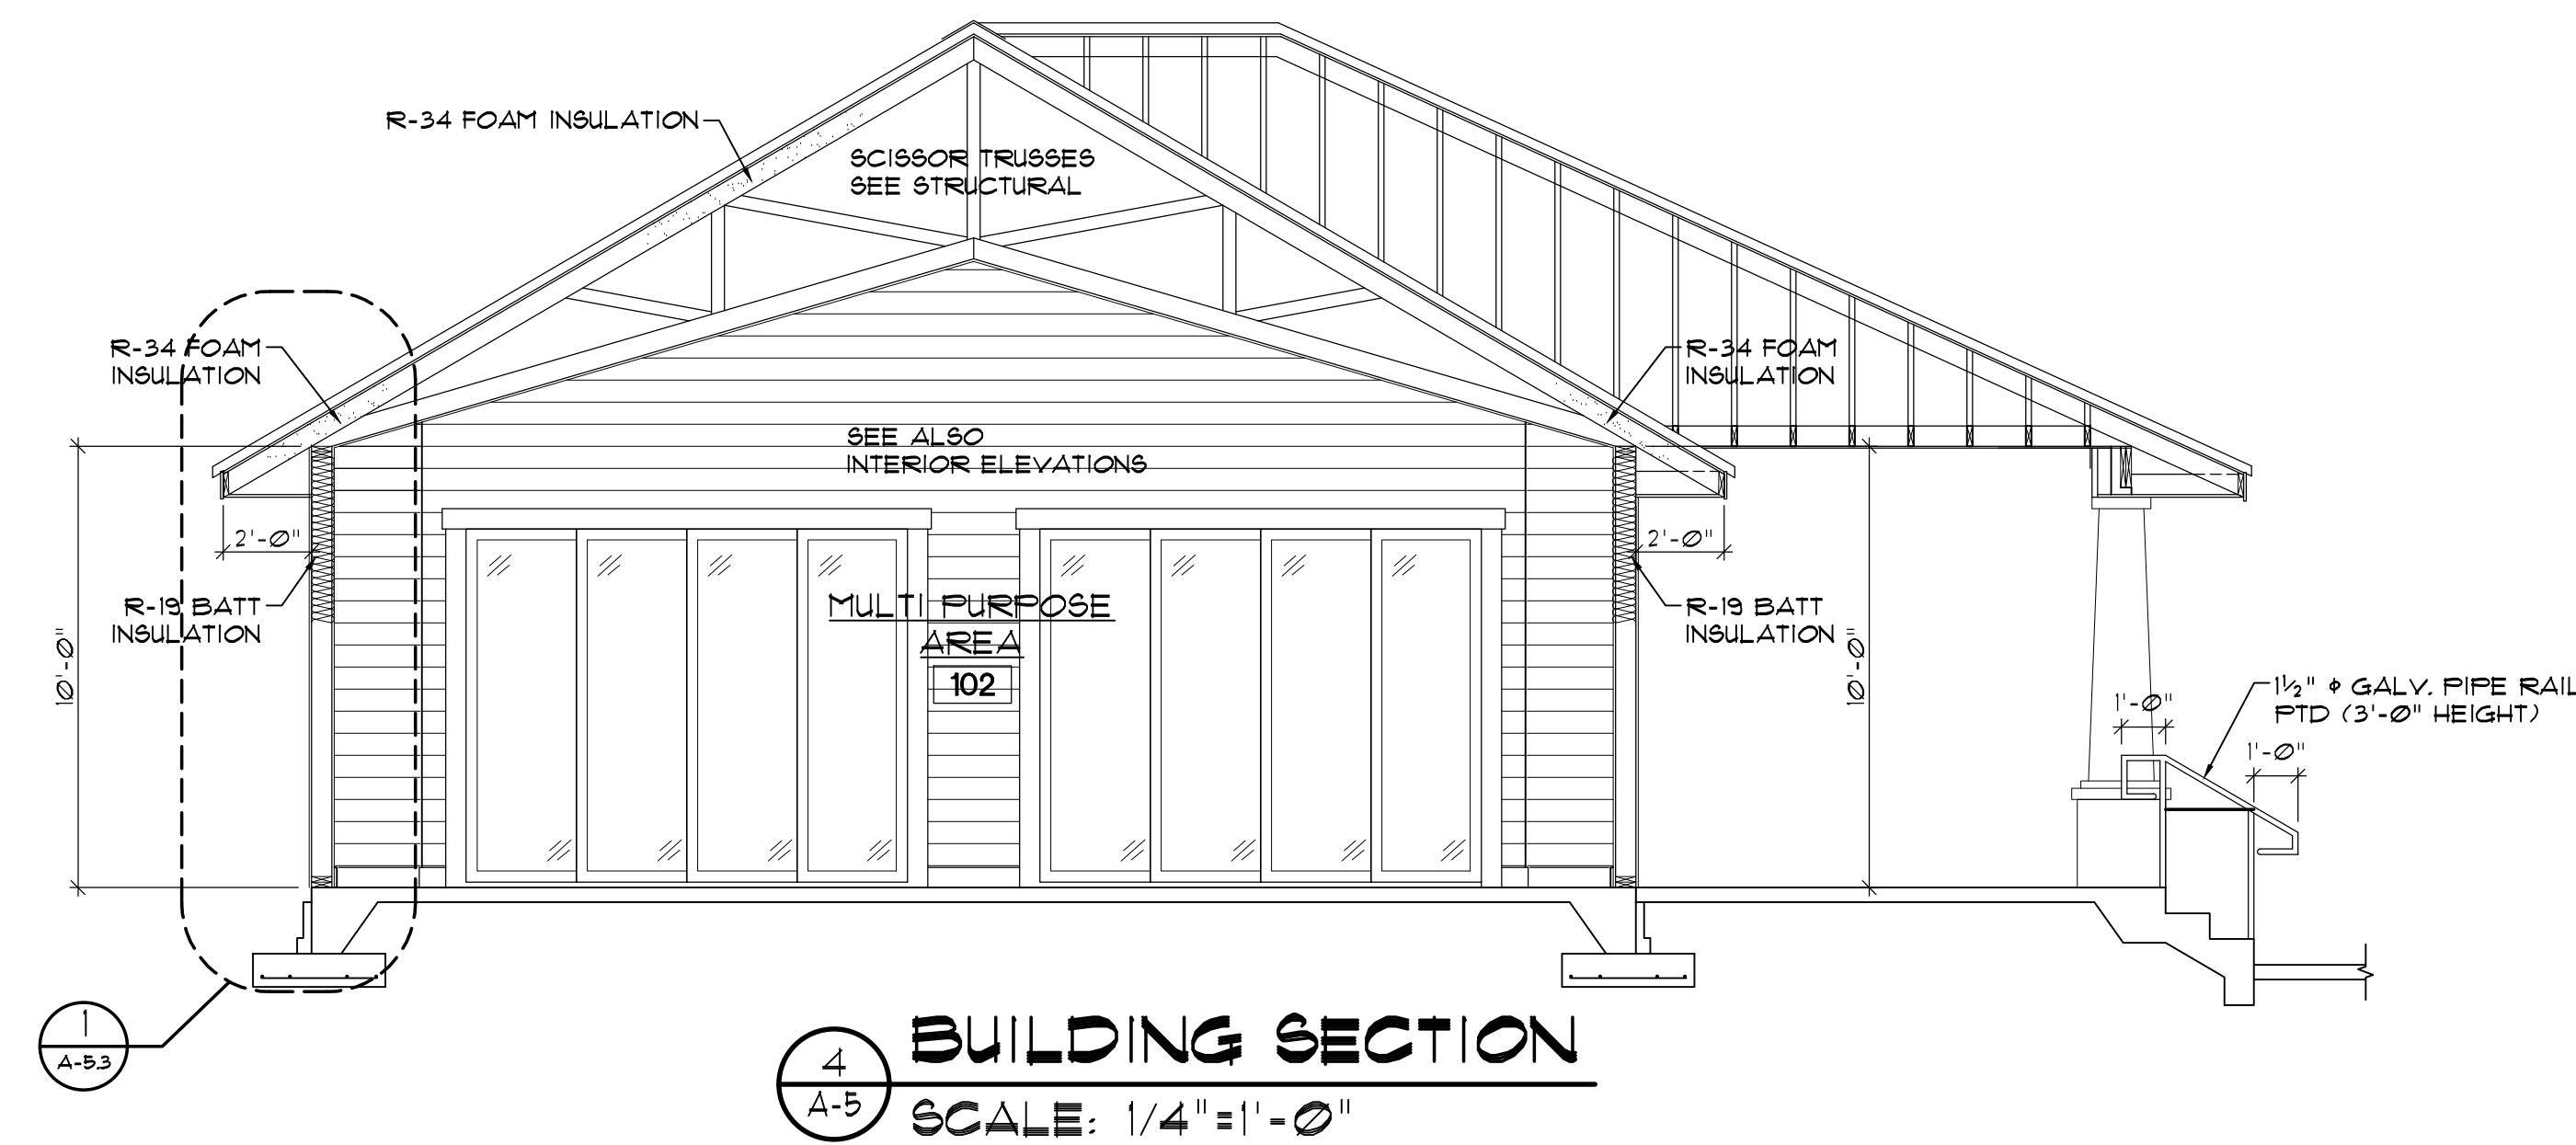 R-34 FOAM INSULATION
SCISSOR TRUSSES
SEE STRUCTURAL
R-34 FOAM
INSULATION
R-34 FOAM
INSULATION
SEE ALSO
INTERIOR ELEVATIONS
2'-0"
2'-0"
R-19 BATT
INSULATION
MULTI PURPOSE
AREA
102
R-19 BATT
INSULATION
10'-0"
10'-0"
1'-0"
1 1/2" ϕ GALV. PIPE RAIL
PTD (3'-0" HEIGHT)
1'-0"
1
A-5.3
4
A-5
BUILDING SECTION
SCALE: 1/4"=1'-0"